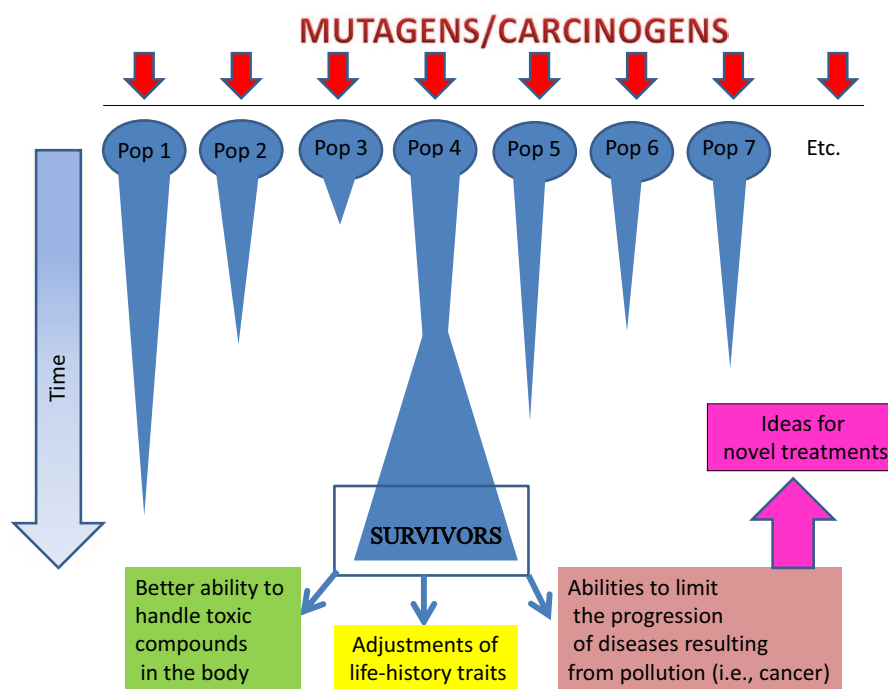 MUTAGENS/CARCINOGENS
Pop 1
Pop 2
Pop 3
Pop 4
Pop 5
Pop 6
Pop 7
Etc.
Time
Ideas for
novel treatments
SURVIVORS
Better ability to
handle toxic
compounds
in the body
Adjustments of
life-history traits
Abilities to limit
the progression
of diseases resulting
from pollution (i.e., cancer)